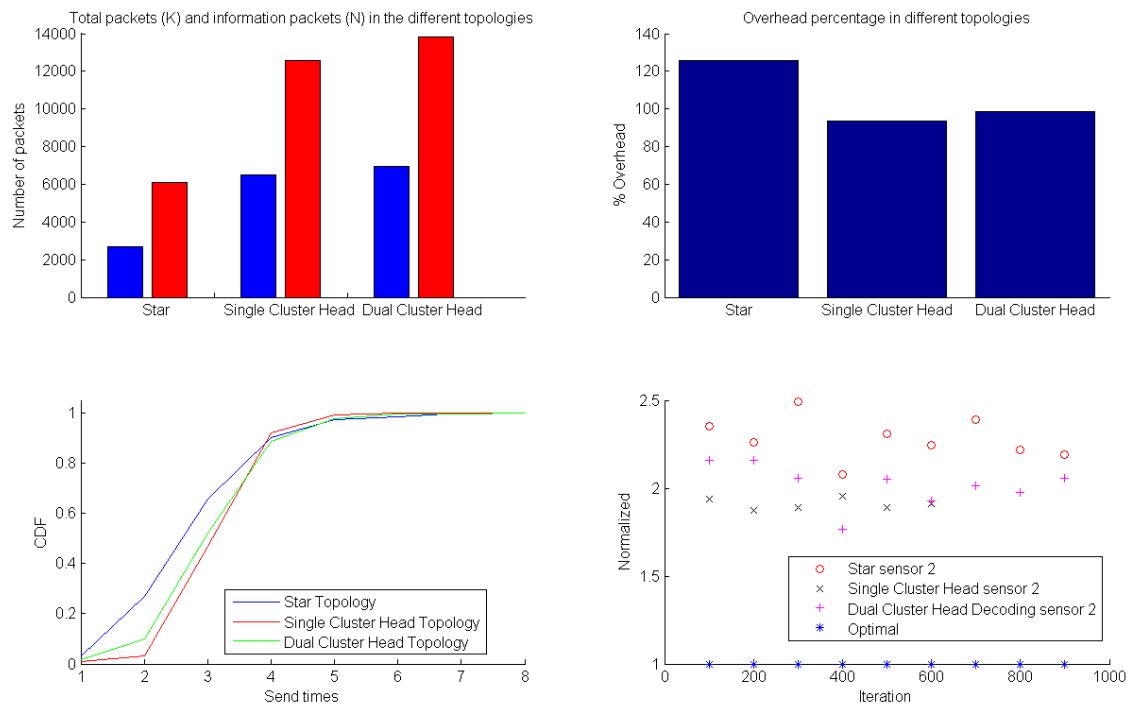 Total packets (K) and information packets (N) in the different topologies
Number of packets
14000
12000
10000
8000
6000
4000
2000
0
Star
Single Cluster Head
Dual Cluster Head
Overhead percentage in different topologies
% Overhead
140
120
100
80
60
40
20
0
Star
Single Cluster Head
Dual Cluster Head
CDF
1
0.8
0.6
0.4
0.2
0
Star Topology
Single Cluster Head Topology
Dual Cluster Head Topology
1 2 3 4 5 6 7 8
Send times
Normalized
2.5
2
1.5
1
Star sensor 2
Single Cluster Head sensor 2
Dual Cluster Head Decoding sensor 2
Optimal
0 200 400 600 800 1000
Iteration